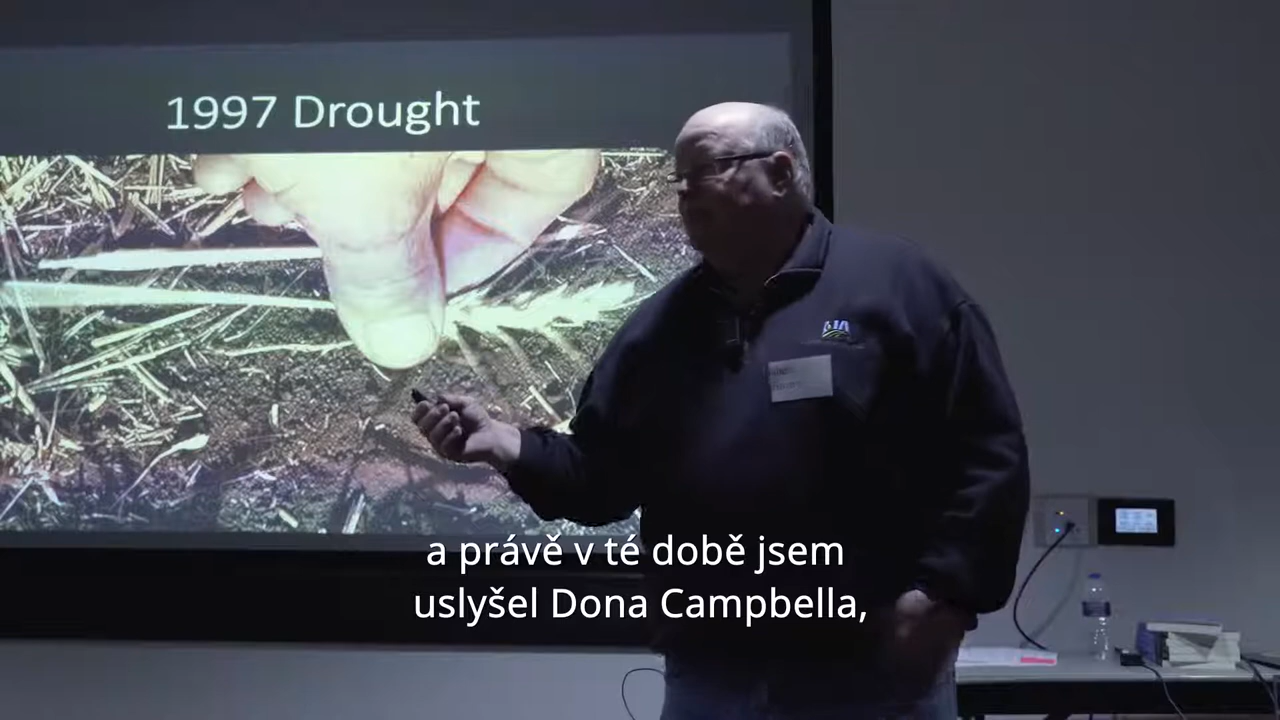 1997 Drought
a právě v té době jsem
uslyšel Dona Campbella,